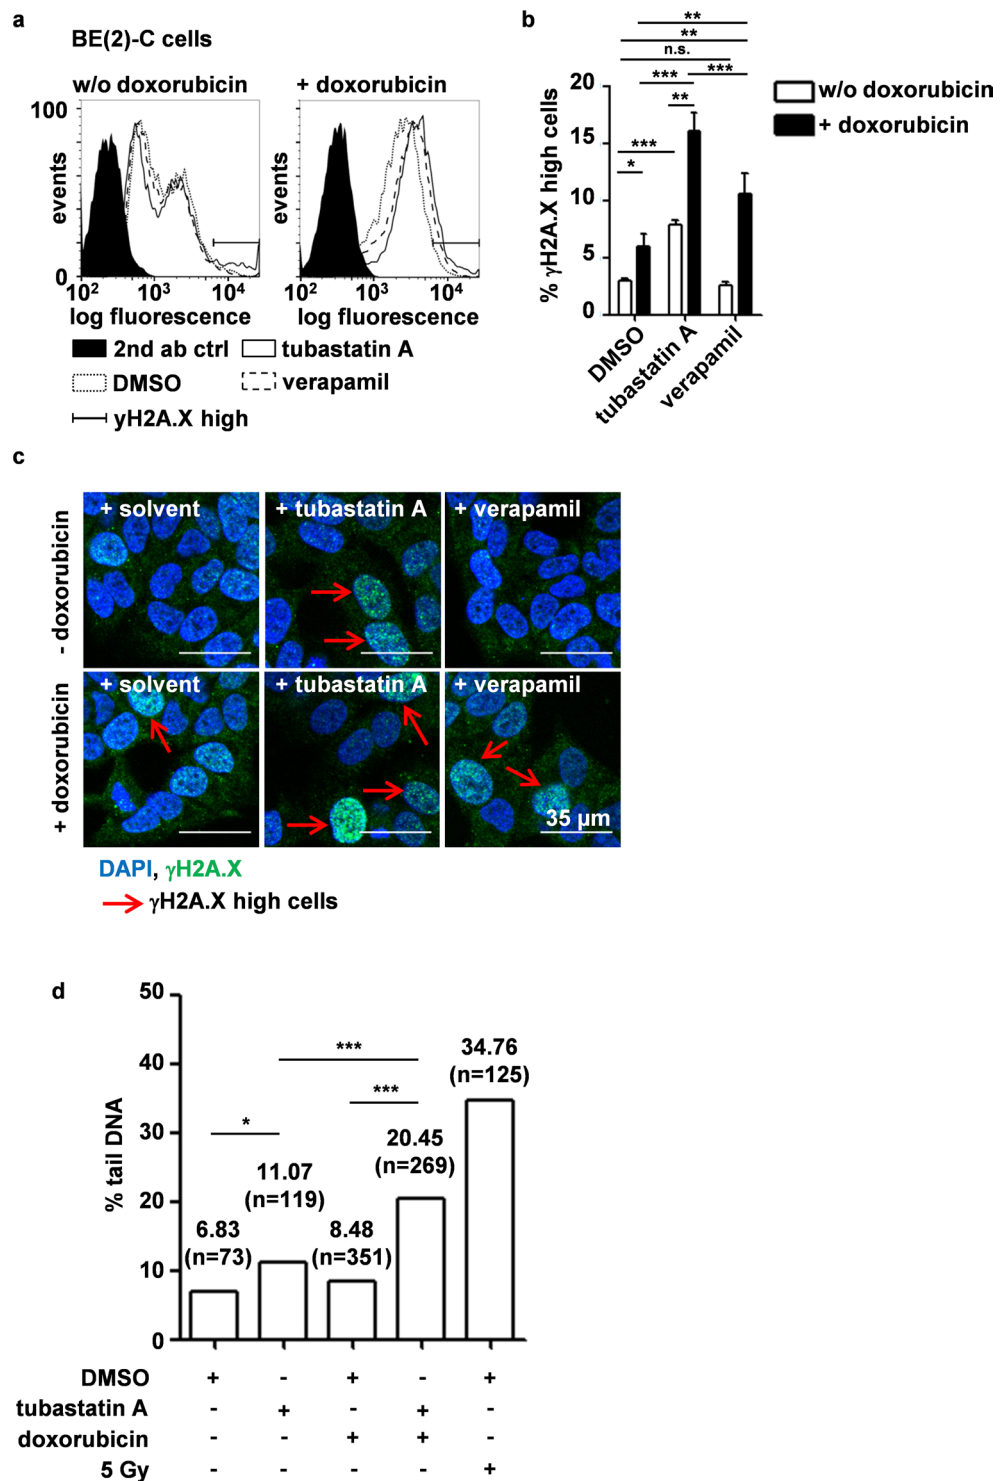 a
BE(2)-C cells
w/o doxorubicin
+ doxorubicin
100
events
0
10² 10³ 10⁴
log fluorescence
events
10² 10³ 10⁴
log fluorescence
2nd ab ctrl
tubastatin A
DMSO
verapamil
yH2A.X high
b
**
**
n.s.
*** ***
**
***
*
% γH2A.X high cells
20
15
10
5
0
DMSO
tubastatin A
verapamil
w/o doxorubicin
+ doxorubicin
c
- doxorubicin
+ solvent
+ tubastatin A
+ verapamil
+ doxorubicin
+ solvent
+ tubastatin A
+ verapamil
35 µm
DAPI, γH2A.X
γH2A.X high cells
d
% tail DNA
50
40
30
20
10
0
6.83
(n=73)
11.07
(n=119)
8.48
(n=351)
20.45
(n=269)
34.76
(n=125)
*
***
***
DMSO + - + - +
tubastatin A - + - + -
doxorubicin - - + + -
5 Gy - - - - +